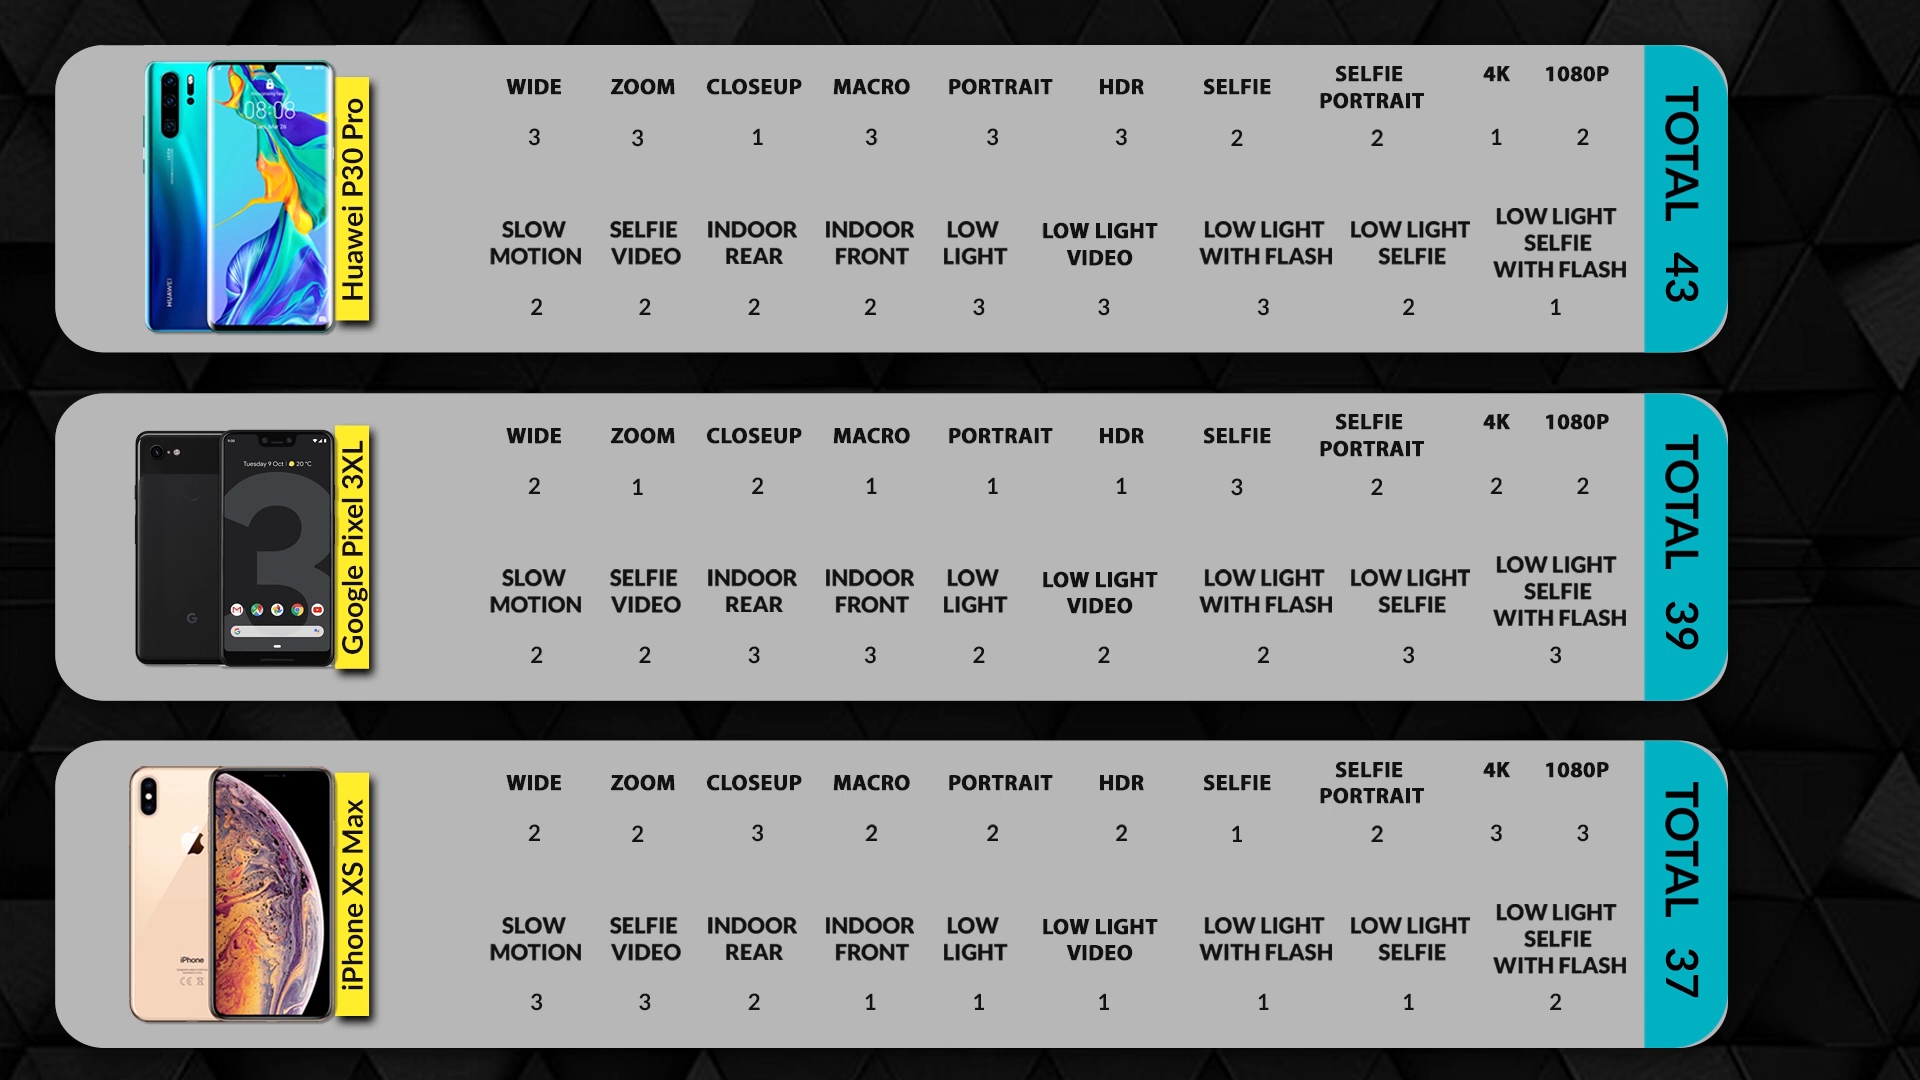 08:08
HUAWEI
Huawei P30 Pro
WIDE ZOOM CLOSEUP MACRO PORTRAIT HDR SELFIE SELFIE PORTRAIT 4K 1080P
3 3 1 3 3 3 2 2 1 2
SLOW MOTION SELFIE VIDEO INDOOR REAR INDOOR FRONT LOW LIGHT LOW LIGHT VIDEO LOW LIGHT WITH FLASH LOW LIGHT SELFIE LOW LIGHT SELFIE WITH FLASH
2 2 2 2 3 3 3 2 1
TOTAL 43
Tuesday 9 Oct | 20 °C
3
G
Google Pixel 3XL
WIDE ZOOM CLOSEUP MACRO PORTRAIT HDR SELFIE SELFIE PORTRAIT 4K 1080P
2 1 2 1 1 1 3 2 2 2
SLOW MOTION SELFIE VIDEO INDOOR REAR INDOOR FRONT LOW LIGHT LOW LIGHT VIDEO LOW LIGHT WITH FLASH LOW LIGHT SELFIE LOW LIGHT SELFIE WITH FLASH
2 2 3 3 2 2 2 3 3
TOTAL 39
iPhone
iPhone XS Max
WIDE ZOOM CLOSEUP MACRO PORTRAIT HDR SELFIE SELFIE PORTRAIT 4K 1080P
2 2 3 2 2 2 1 2 3 3
SLOW MOTION SELFIE VIDEO INDOOR REAR INDOOR FRONT LOW LIGHT LOW LIGHT VIDEO LOW LIGHT WITH FLASH LOW LIGHT SELFIE LOW LIGHT SELFIE WITH FLASH
3 3 2 1 1 1 1 1 2
TOTAL 37